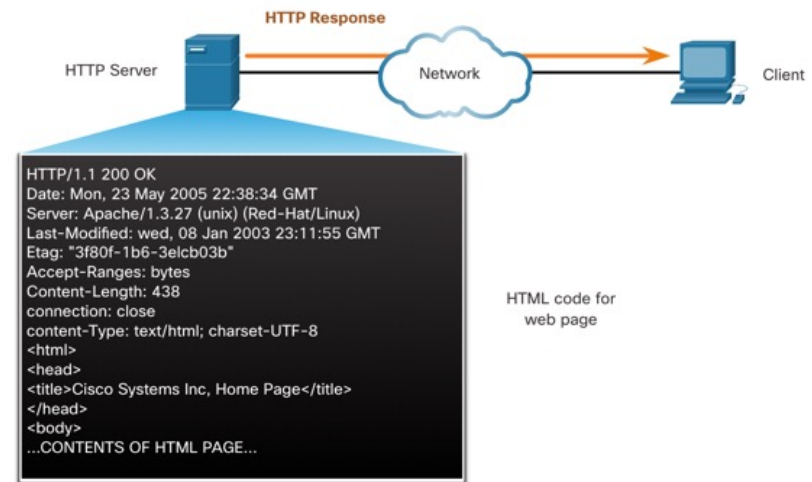 HTTP Response
HTTP Server
Network
Client
HTTP/1.1 200 OK
Date: Mon, 23 May 2005 22:38:34 GMT
Server: Apache/1.3.27 (unix) (Red-Hat/Linux)
Last-Modified: wed, 08 Jan 2003 23:11:55 GMT
Etag: "3f80f-1b6-3elcb03b"
Accept-Ranges: bytes
Content-Length: 438
connection: close
content-Type: text/html; charset-UTF-8
<html>
<head>
<title>Cisco Systems Inc, Home Page</title>
</head>
<body>
...CONTENTS OF HTML PAGE...
HTML code for
web page